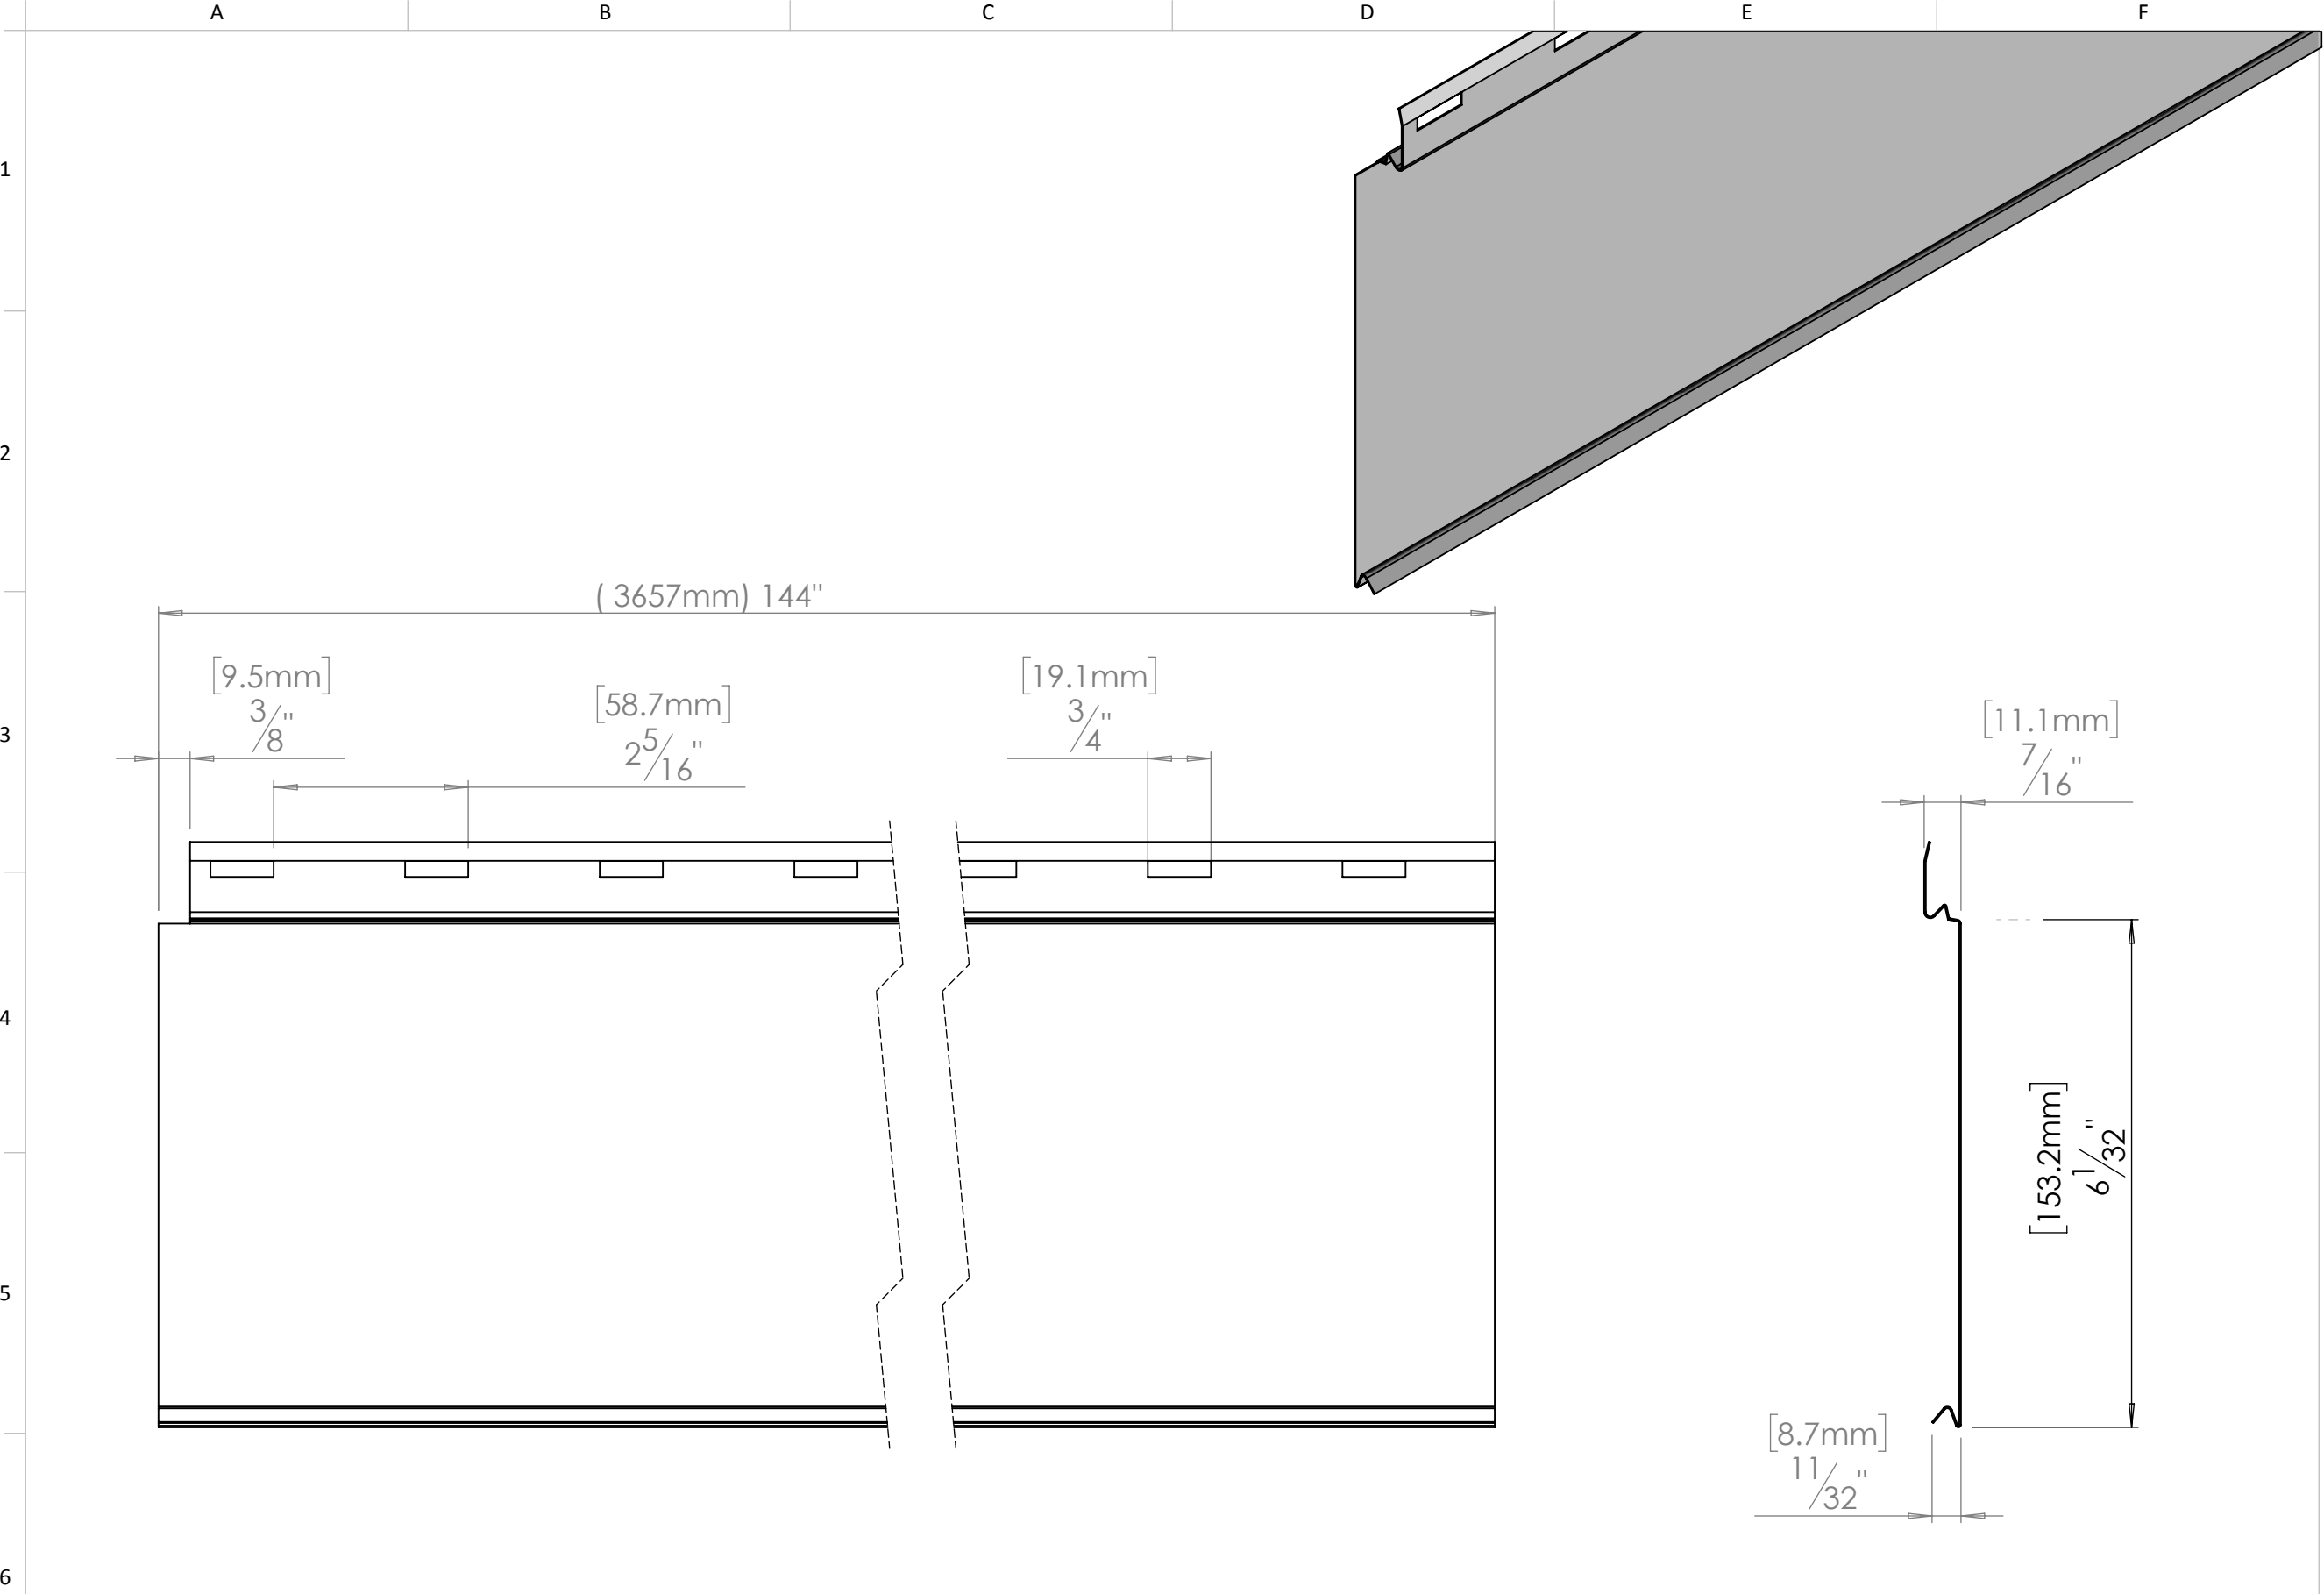 A B C D E F
1
2
( 3657mm) 144"
[9.5mm]
3/8"
[58.7mm]
2 5/16"
[19.1mm]
3/4"
3
[11.1mm]
7/16"
4
[153.2mm]
6 1/32"
5
[8.7mm]
11/32"
6